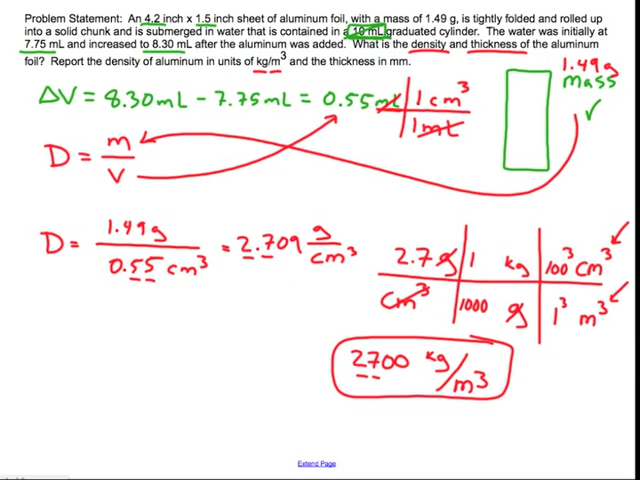 Problem Statement: An 4.2 inch x 1.5 inch sheet of aluminum foil, with a mass of 1.49 g, is tightly folded and rolled up
into a solid chunk and is submerged in water that is contained in a 10 mL graduated cylinder. The water was initially at
7.75 mL and increased to 8.30 mL after the aluminum was added. What is the density and thickness of the aluminum
foil? Report the density of aluminum in units of kg/m³ and the thickness in mm.
1.49g
mass
✓
ΔV = 8.30mL - 7.75mL = 0.55 mL | 1 cm³
1 mL
D = m
V
D = 1.49g
0.55 cm³
= 2.709 g
cm³
2.7 g | 1 kg | 100³ cm³
cm³ | 1000 g | 1³ m³
2700 kg/m³
Extend Page